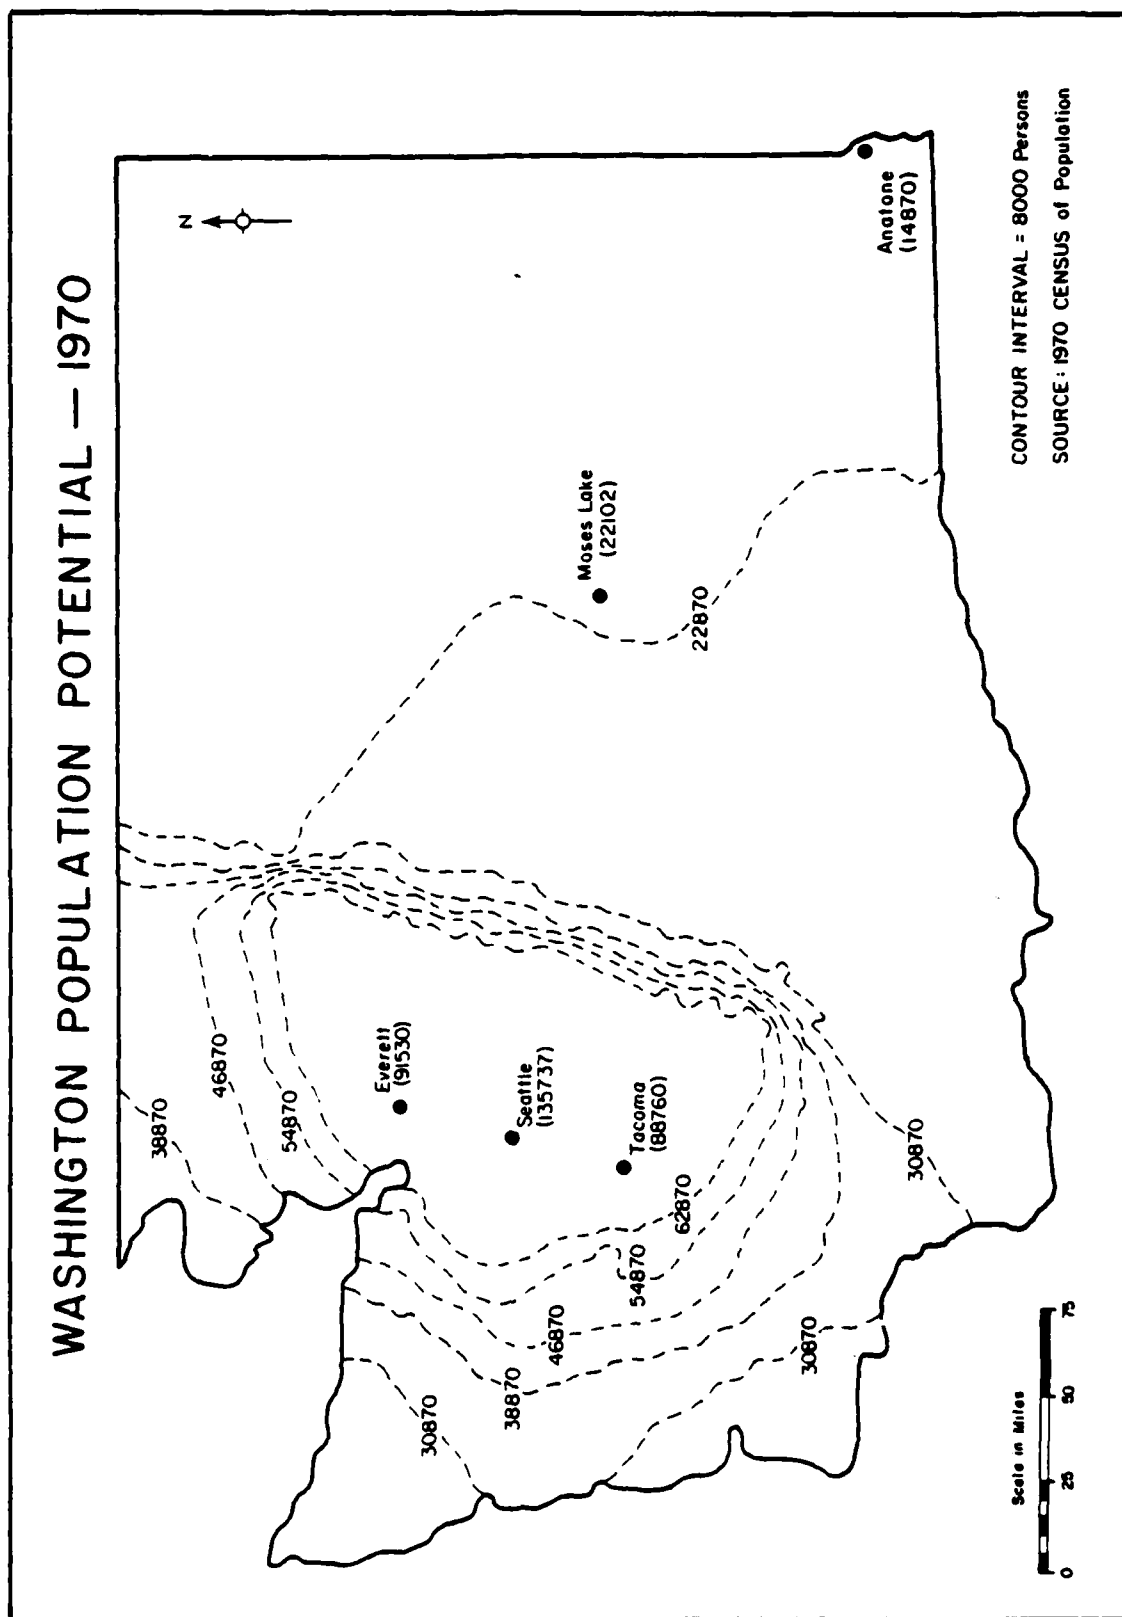 WASHINGTON POPULATION POTENTIAL — 1970
N
38870
46870
54870
Everett
(91530)
Seattle
(135737)
Tacoma
(88760)
Moses Lake
(22102)
22870
Anatone
(14870)
30870
38870
46870
54870
62870
30870
30870
Scale in Miles
0 25 50 75
CONTOUR INTERVAL = 8000 Persons
SOURCE: 1970 CENSUS of Population